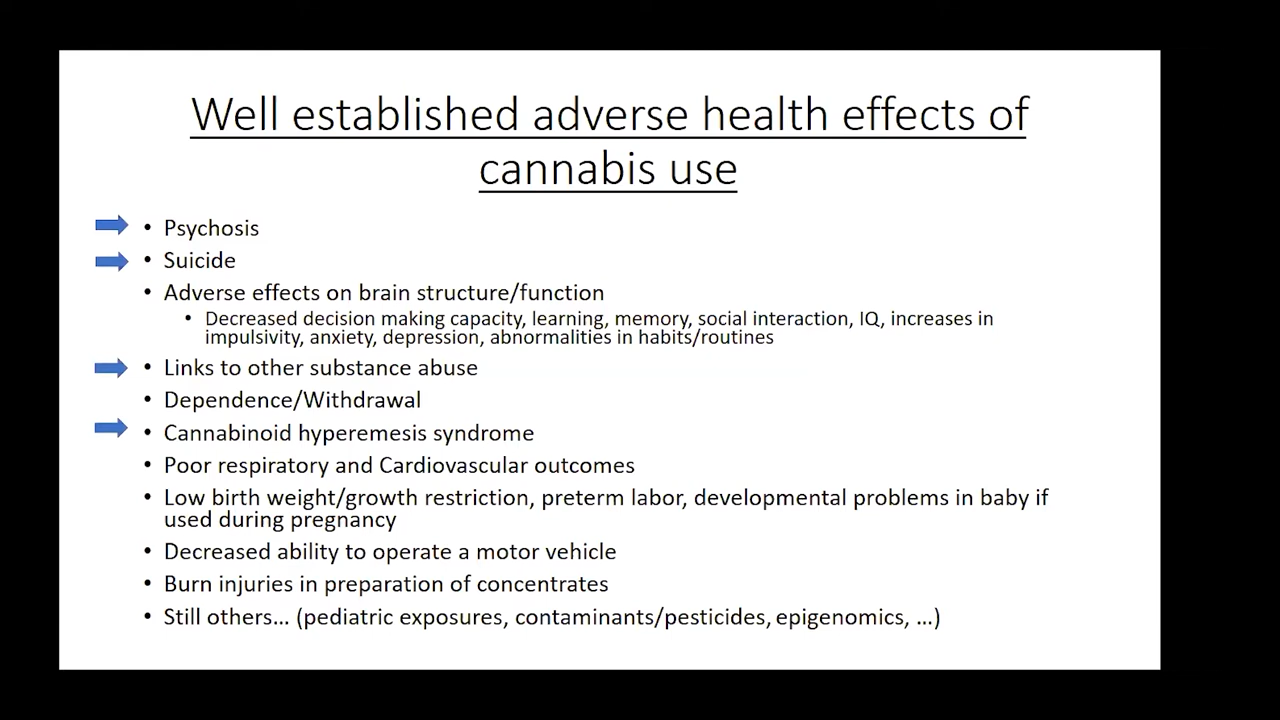 Well established adverse health effects of
cannabis use
• Psychosis
• Suicide
• Adverse effects on brain structure/function
• Decreased decision making capacity, learning, memory, social interaction, IQ, increases in
impulsivity, anxiety, depression, abnormalities in habits/routines
• Links to other substance abuse
• Dependence/Withdrawal
• Cannabinoid hyperemesis syndrome
• Poor respiratory and Cardiovascular outcomes
• Low birth weight/growth restriction, preterm labor, developmental problems in baby if
used during pregnancy
• Decreased ability to operate a motor vehicle
• Burn injuries in preparation of concentrates
• Still others... (pediatric exposures, contaminants/pesticides, epigenomics, ...)